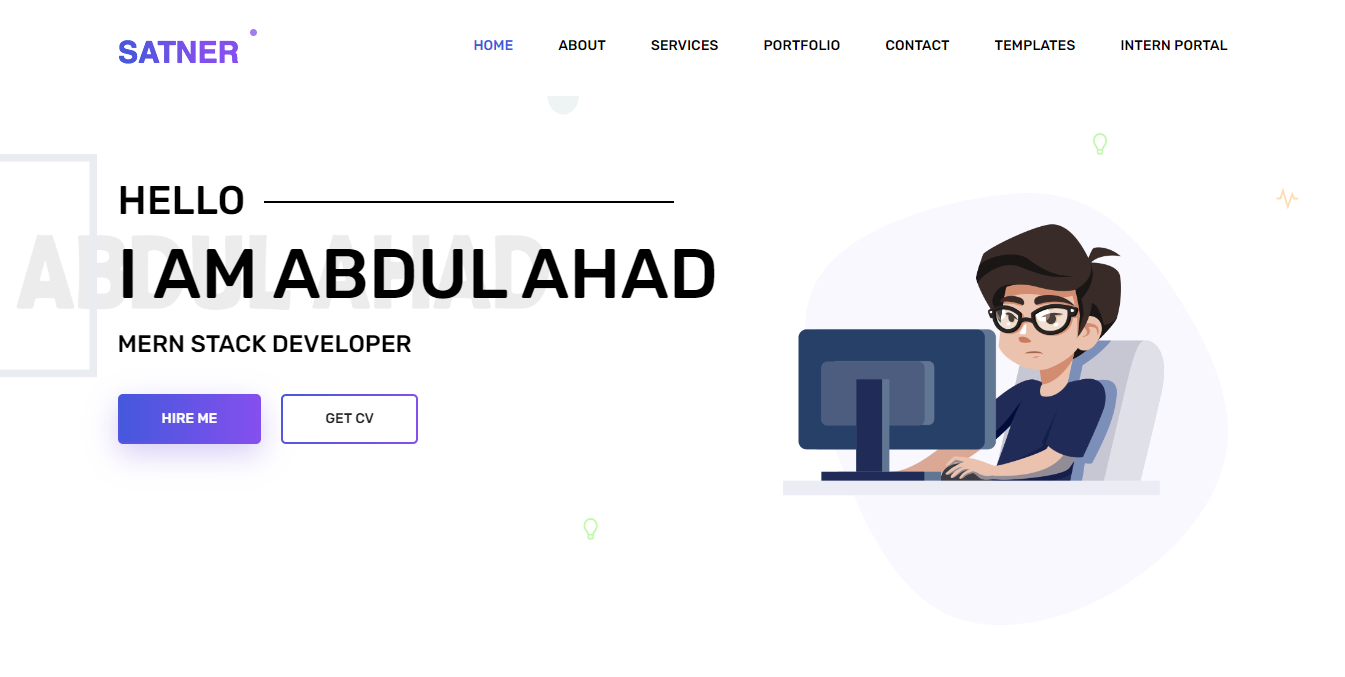 SATNER
HOME ABOUT SERVICES PORTFOLIO CONTACT TEMPLATES INTERN PORTAL
HELLO
ABDUL AHAD
I AM ABDUL AHAD
MERN STACK DEVELOPER
HIRE ME GET CV